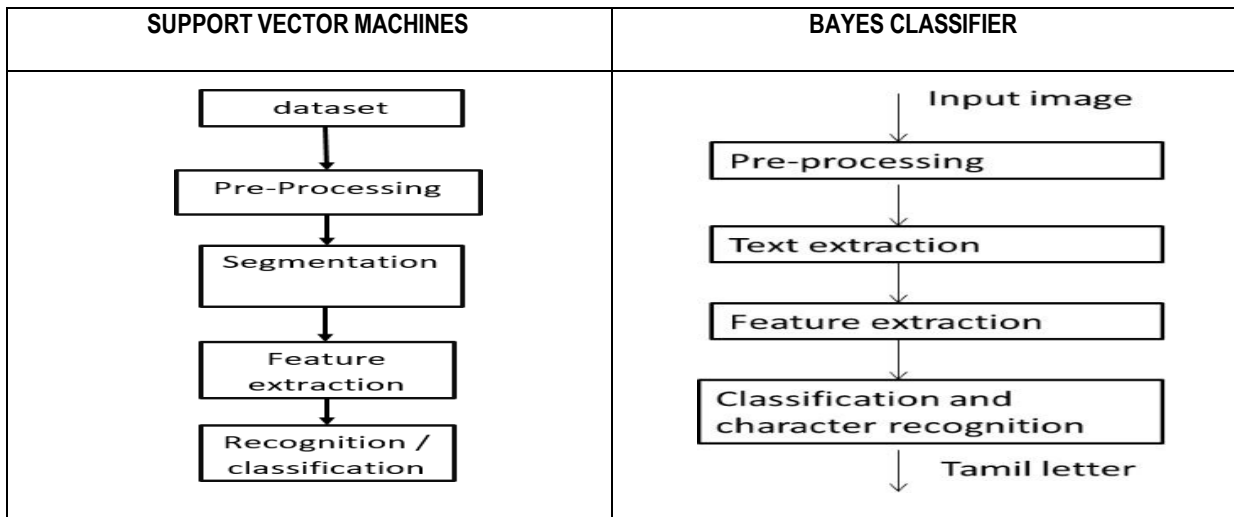 SUPPORT VECTOR MACHINES
BAYES CLASSIFIER
dataset
Pre-Processing
Segmentation
Feature
extraction
Recognition /
classification
Input image
Pre-processing
Text extraction
Feature extraction
Classification and
character recognition
Tamil letter